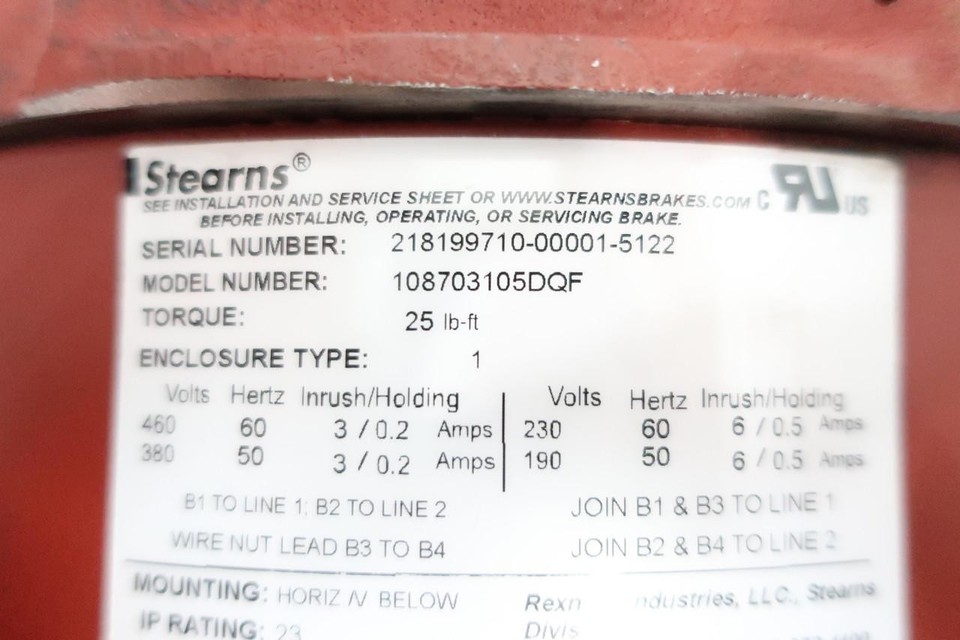 Stearns®
SEE INSTALLATION AND SERVICE SHEET OR WWW.STEARNSBRAKES.COM
BEFORE INSTALLING, OPERATING, OR SERVICING BRAKE.
C RU US
SERIAL NUMBER: 218199710-00001-5122
MODEL NUMBER: 108703105DQF
TORQUE: 25 lb-ft
ENCLOSURE TYPE: 1
Volts Hertz Inrush/Holding Volts Hertz Inrush/Holding
460 60 3 / 0.2 Amps 230 60 6 / 0.5 Amps
380 50 3 / 0.2 Amps 190 50 6 / 0.5 Amps
B1 TO LINE 1; B2 TO LINE 2 JOIN B1 & B3 TO LINE 1
WIRE NUT LEAD B3 TO B4 JOIN B2 & B4 TO LINE 2
MOUNTING: HORIZ /V BELOW
LLC., Stearns
IP RATING: 23